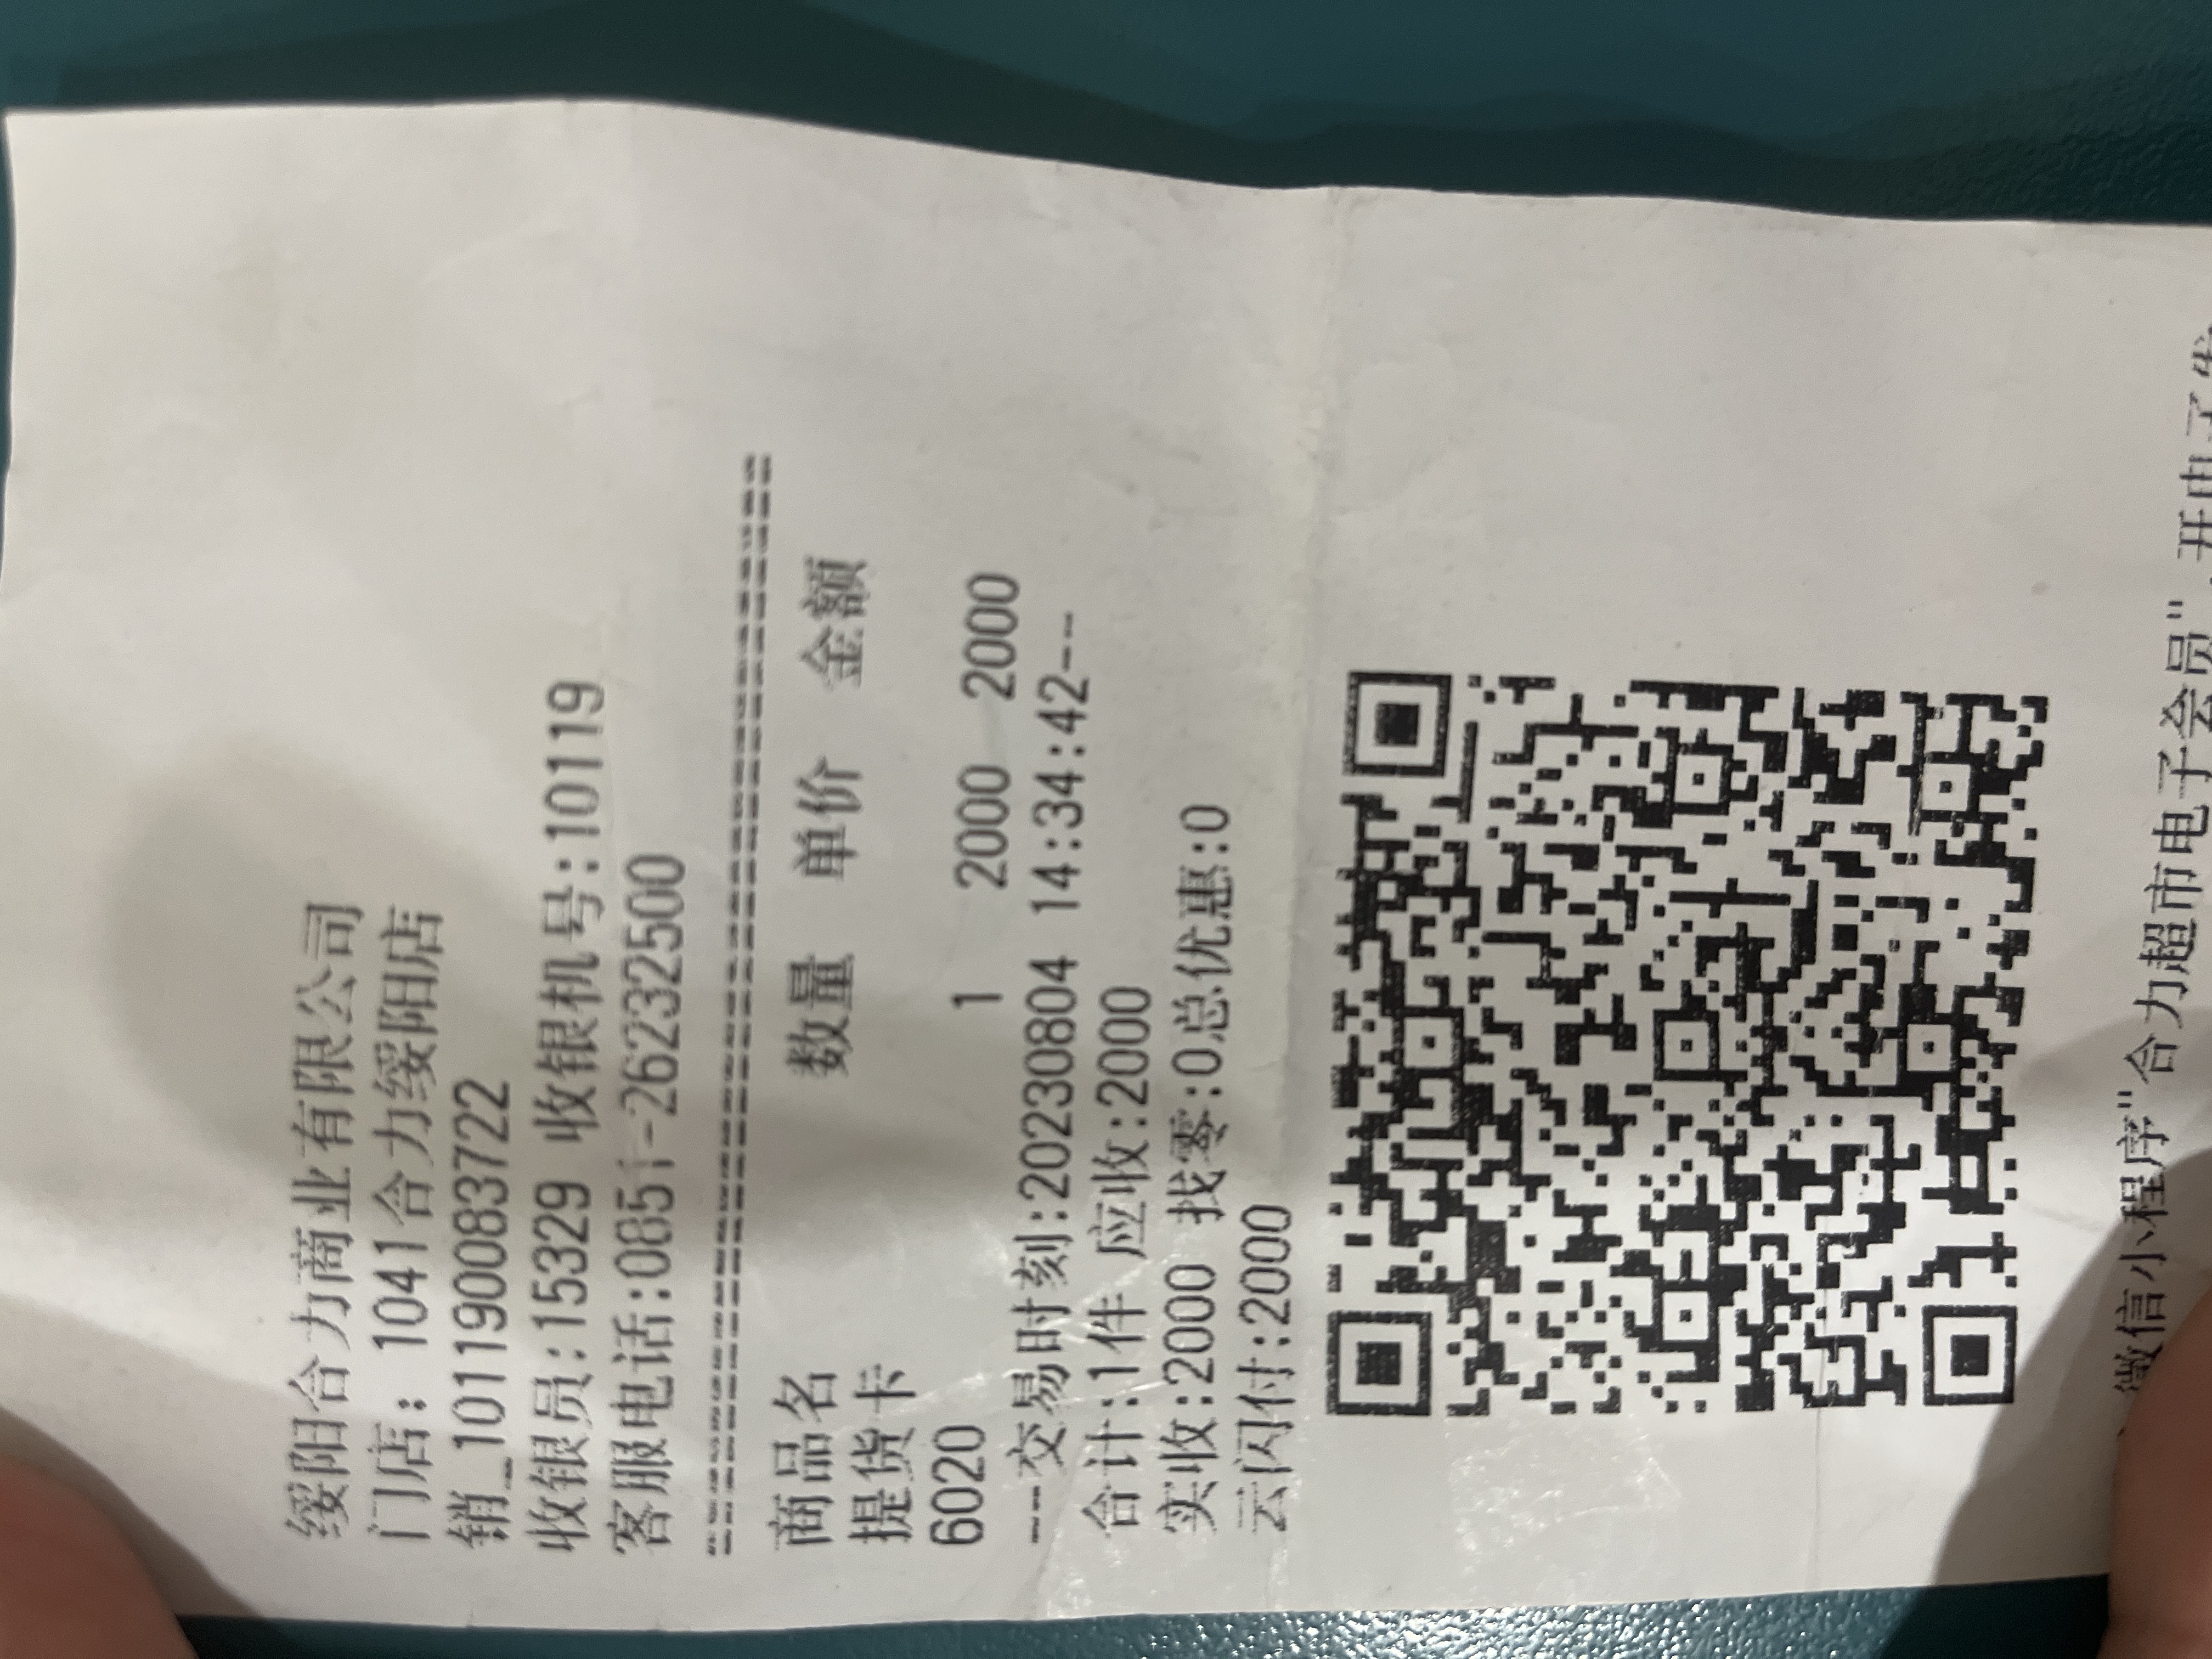 绥阳合力商业有限公司
门店: 1041合力绥阳店
销_101190083722
收银员:15329 收银机号:10119
客服电话:0851-26232500
================================
商品名 数量 单价 金额
提货卡
6020 1 2000 2000
--交易时刻:20230804 14:34:42--
合计:1件 应收:2000
实收:2000 找零:0总优惠:0
云闪付:2000
微信小程序"合力超市电子会员",开电子发